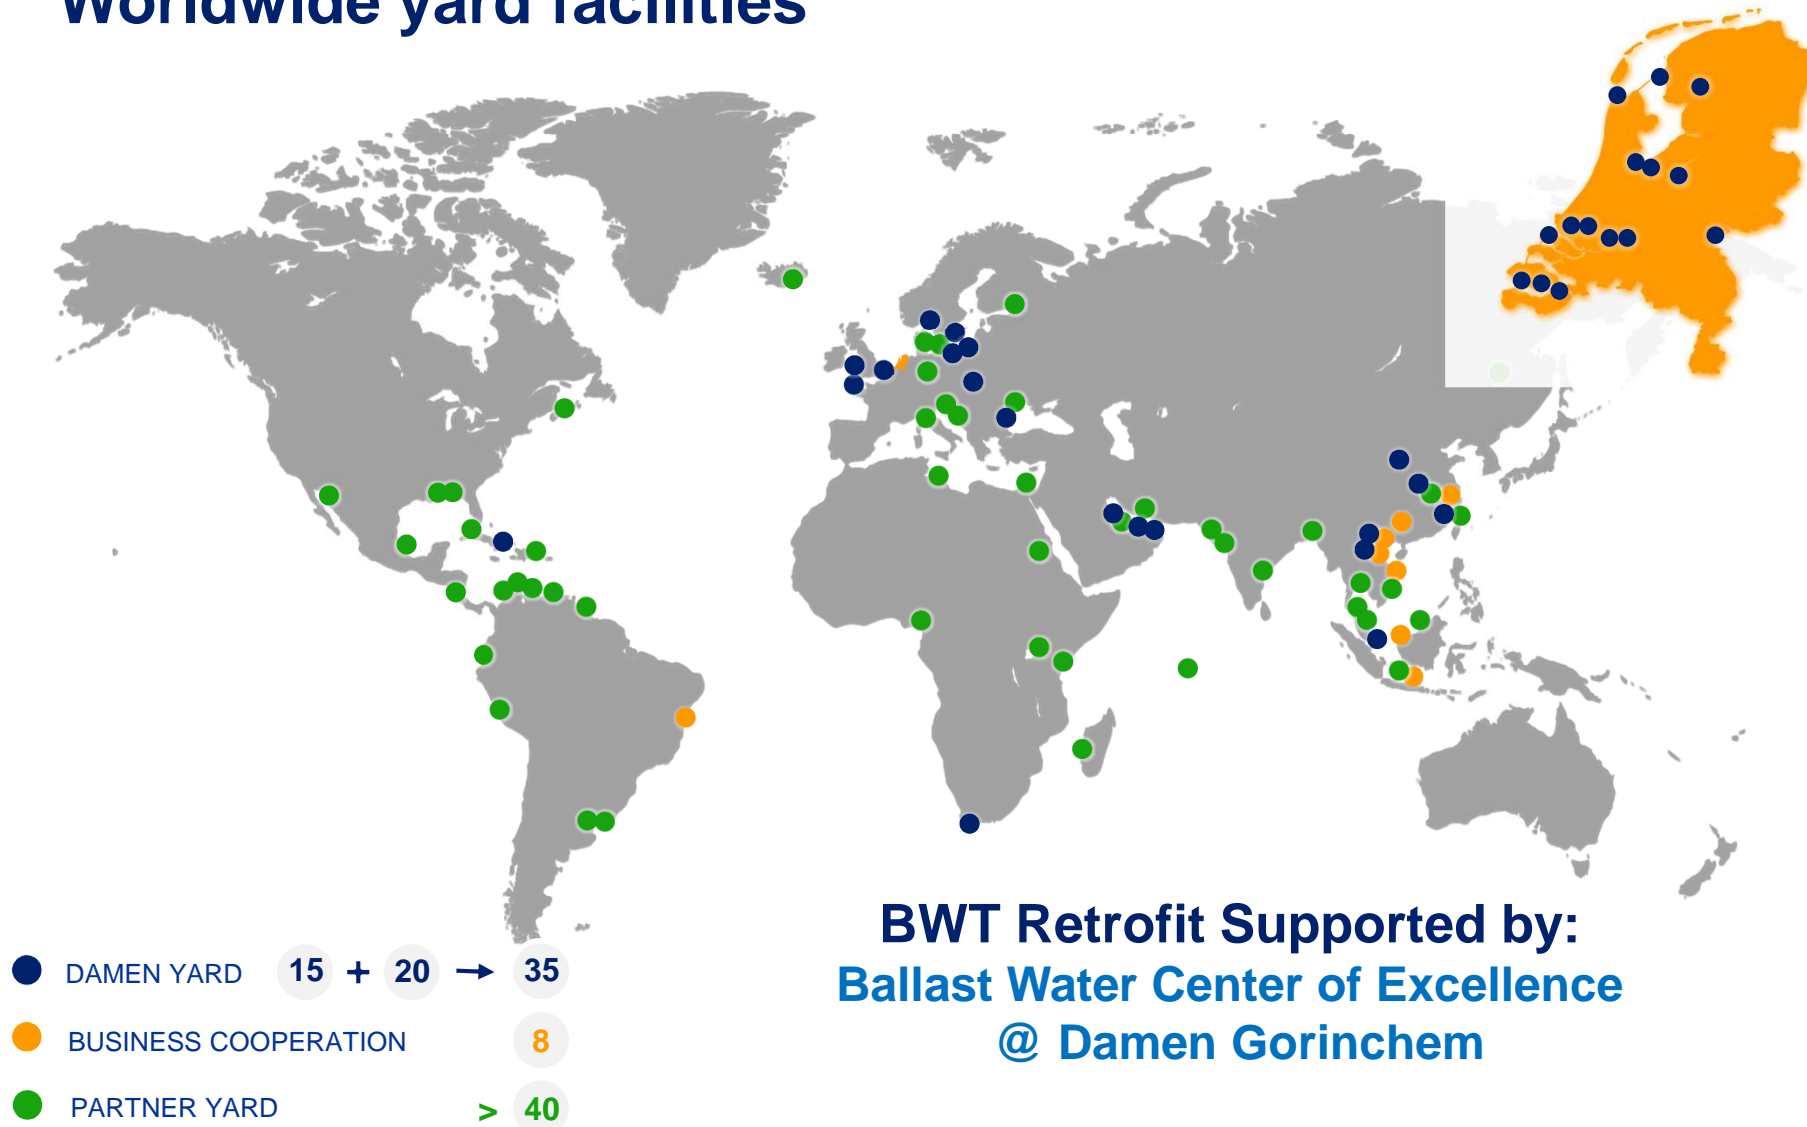 Worldwide yard facilities
BWT Retrofit Supported by:
Ballast Water Center of Excellence
@ Damen Gorinchem
DAMEN YARD 15 + 20 → 35
BUSINESS COOPERATION 8
PARTNER YARD > 40